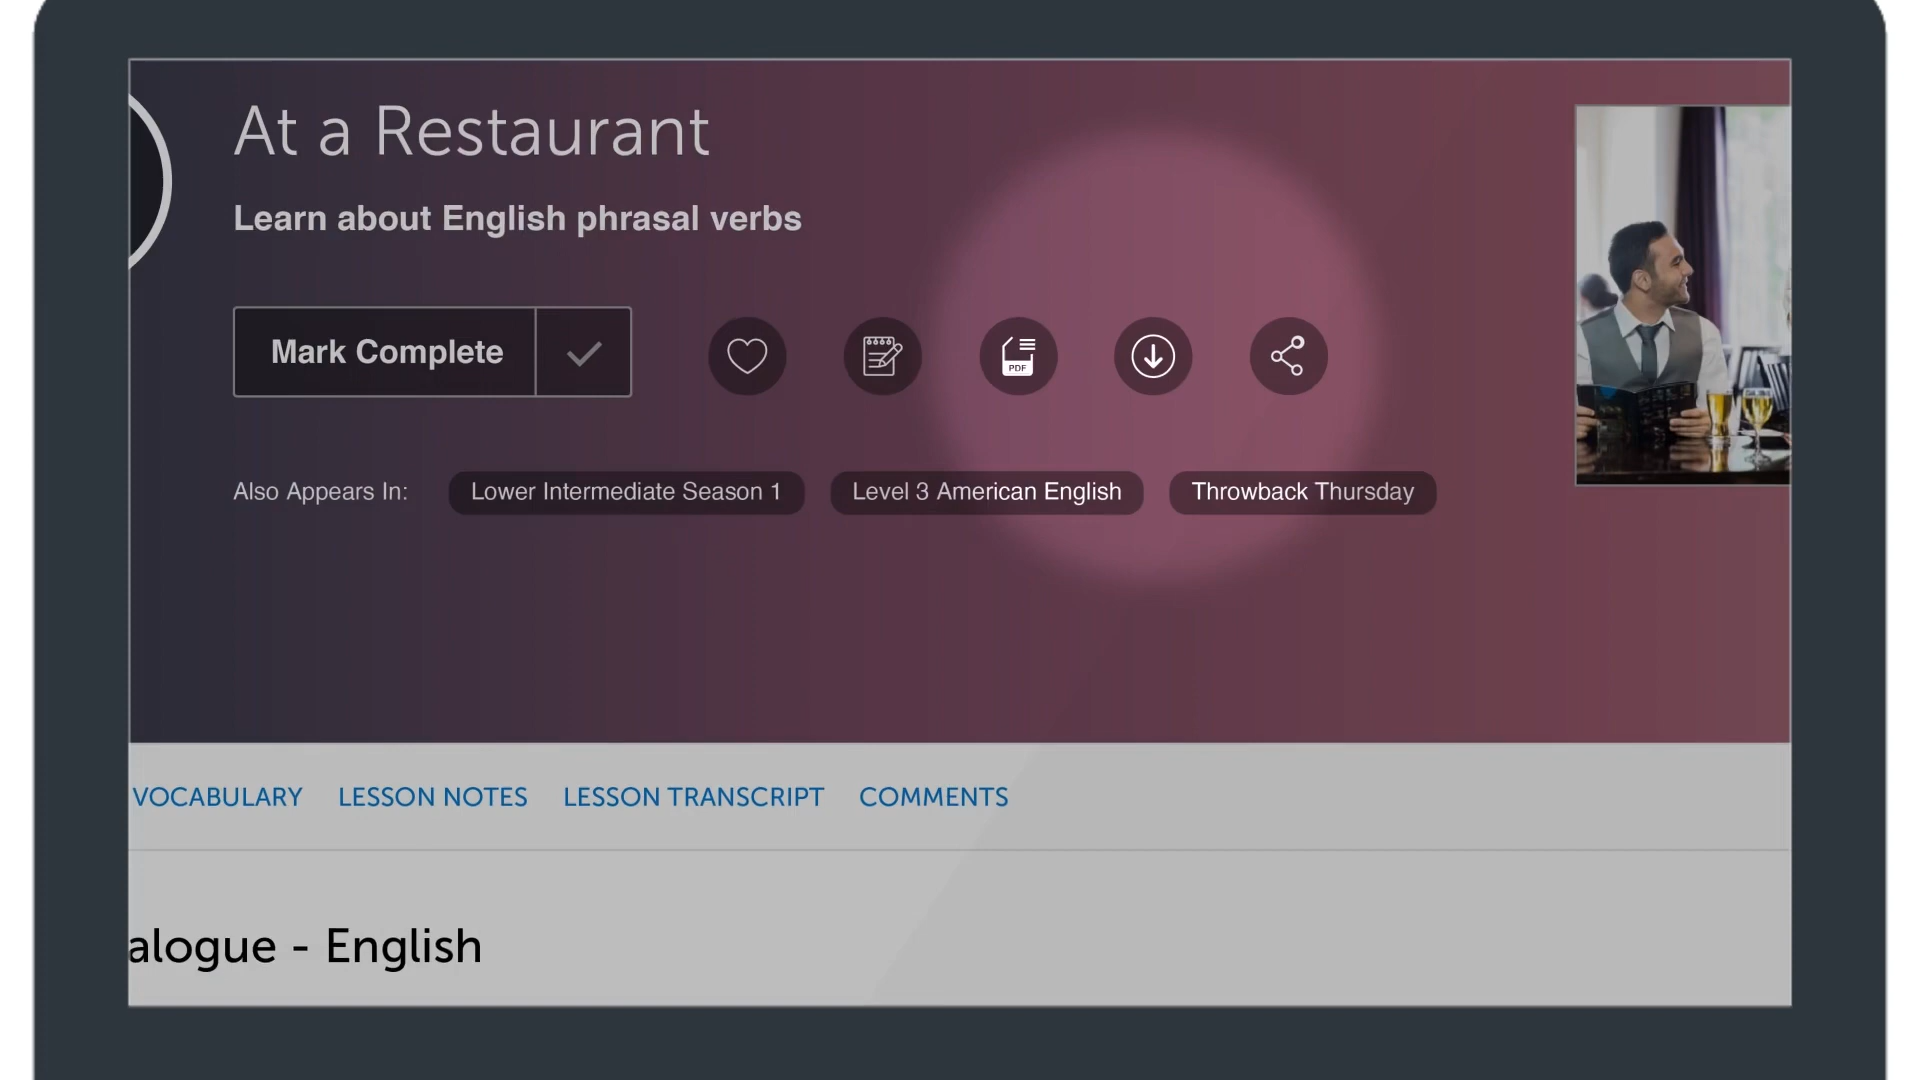 At a Restaurant
Learn about English phrasal verbs
Mark Complete
PDF
Also Appears In: Lower Intermediate Season 1 Level 3 American English Throwback Thursday
VOCABULARY LESSON NOTES LESSON TRANSCRIPT COMMENTS
alogue - English